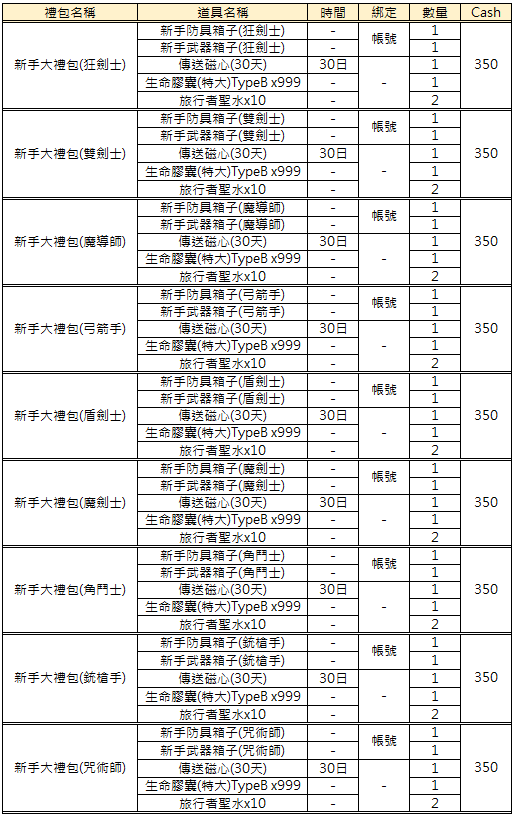 禮包名稱 道具名稱 時間 綁定 數量 Cash
新手大禮包(狂劍士) 新手防具箱子(狂劍士) - 帳號 1 350
新手武器箱子(狂劍士) - 1
傳送磁心(30天) 30日 - 1
生命膠囊(特大)TypeB x999 - 1
旅行者聖水x10 - 2
新手大禮包(雙劍士) 新手防具箱子(雙劍士) - 帳號 1 350
新手武器箱子(雙劍士) - 1
傳送磁心(30天) 30日 - 1
生命膠囊(特大)TypeB x999 - 1
旅行者聖水x10 - 2
新手大禮包(魔導師) 新手防具箱子(魔導師) - 帳號 1 350
新手武器箱子(魔導師) - 1
傳送磁心(30天) 30日 - 1
生命膠囊(特大)TypeB x999 - 1
旅行者聖水x10 - 2
新手大禮包(弓箭手) 新手防具箱子(弓箭手) - 帳號 1 350
新手武器箱子(弓箭手) - 1
傳送磁心(30天) 30日 - 1
生命膠囊(特大)TypeB x999 - 1
旅行者聖水x10 - 2
新手大禮包(盾劍士) 新手防具箱子(盾劍士) - 帳號 1 350
新手武器箱子(盾劍士) - 1
傳送磁心(30天) 30日 - 1
生命膠囊(特大)TypeB x999 - 1
旅行者聖水x10 - 2
新手大禮包(魔劍士) 新手防具箱子(魔劍士) - 帳號 1 350
新手武器箱子(魔劍士) - 1
傳送磁心(30天) 30日 - 1
生命膠囊(特大)TypeB x999 - 1
旅行者聖水x10 - 2
新手大禮包(角鬥士) 新手防具箱子(角鬥士) - 帳號 1 350
新手武器箱子(角鬥士) - 1
傳送磁心(30天) 30日 - 1
生命膠囊(特大)TypeB x999 - 1
旅行者聖水x10 - 2
新手大禮包(銃槍手) 新手防具箱子(銃槍手) - 帳號 1 350
新手武器箱子(銃槍手) - 1
傳送磁心(30天) 30日 - 1
生命膠囊(特大)TypeB x999 - 1
旅行者聖水x10 - 2
新手大禮包(咒術師) 新手防具箱子(咒術師) - 帳號 1 350
新手武器箱子(咒術師) - 1
傳送磁心(30天) 30日 - 1
生命膠囊(特大)TypeB x999 - 1
旅行者聖水x10 - 2